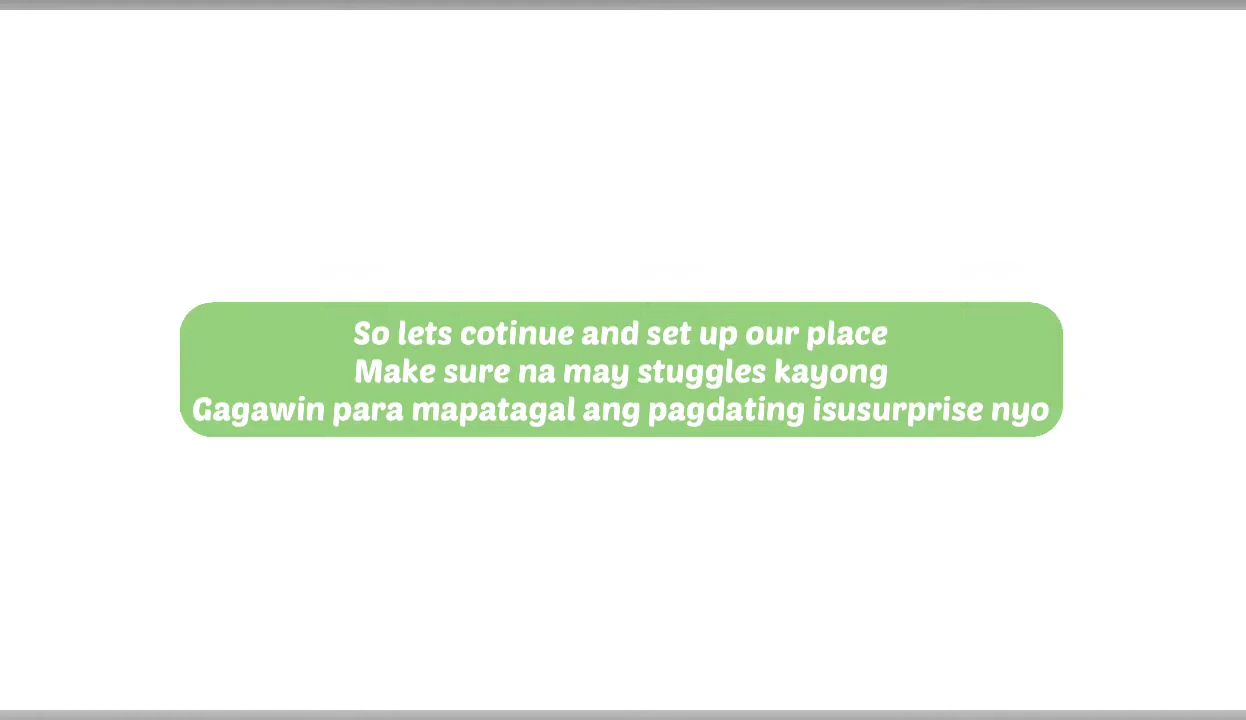 So lets cotinue and set up our place
Make sure na may stuggles kayong
Gagawin para mapatagal ang pagdating isusurprise nyo